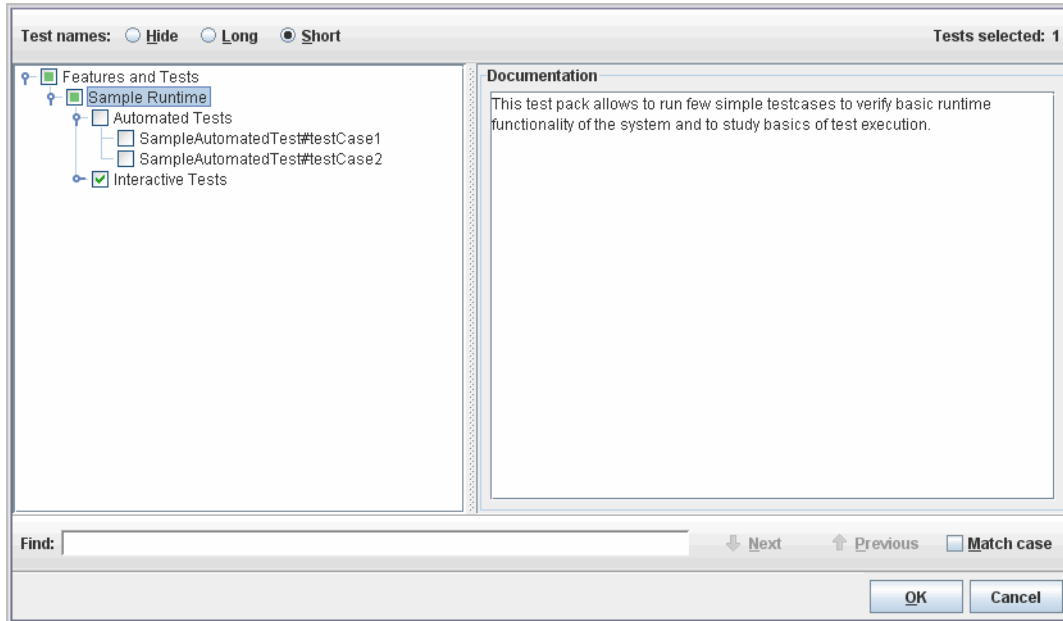 Test names: Hide Long Short Tests selected: 1
Features and Tests
Sample Runtime
Automated Tests
SampleAutomatedTest#testCase1
SampleAutomatedTest#testCase2
Interactive Tests
Documentation
This test pack allows to run few simple testcases to verify basic runtime
functionality of the system and to study basics of test execution.
Find: Next Previous Match case
OK Cancel